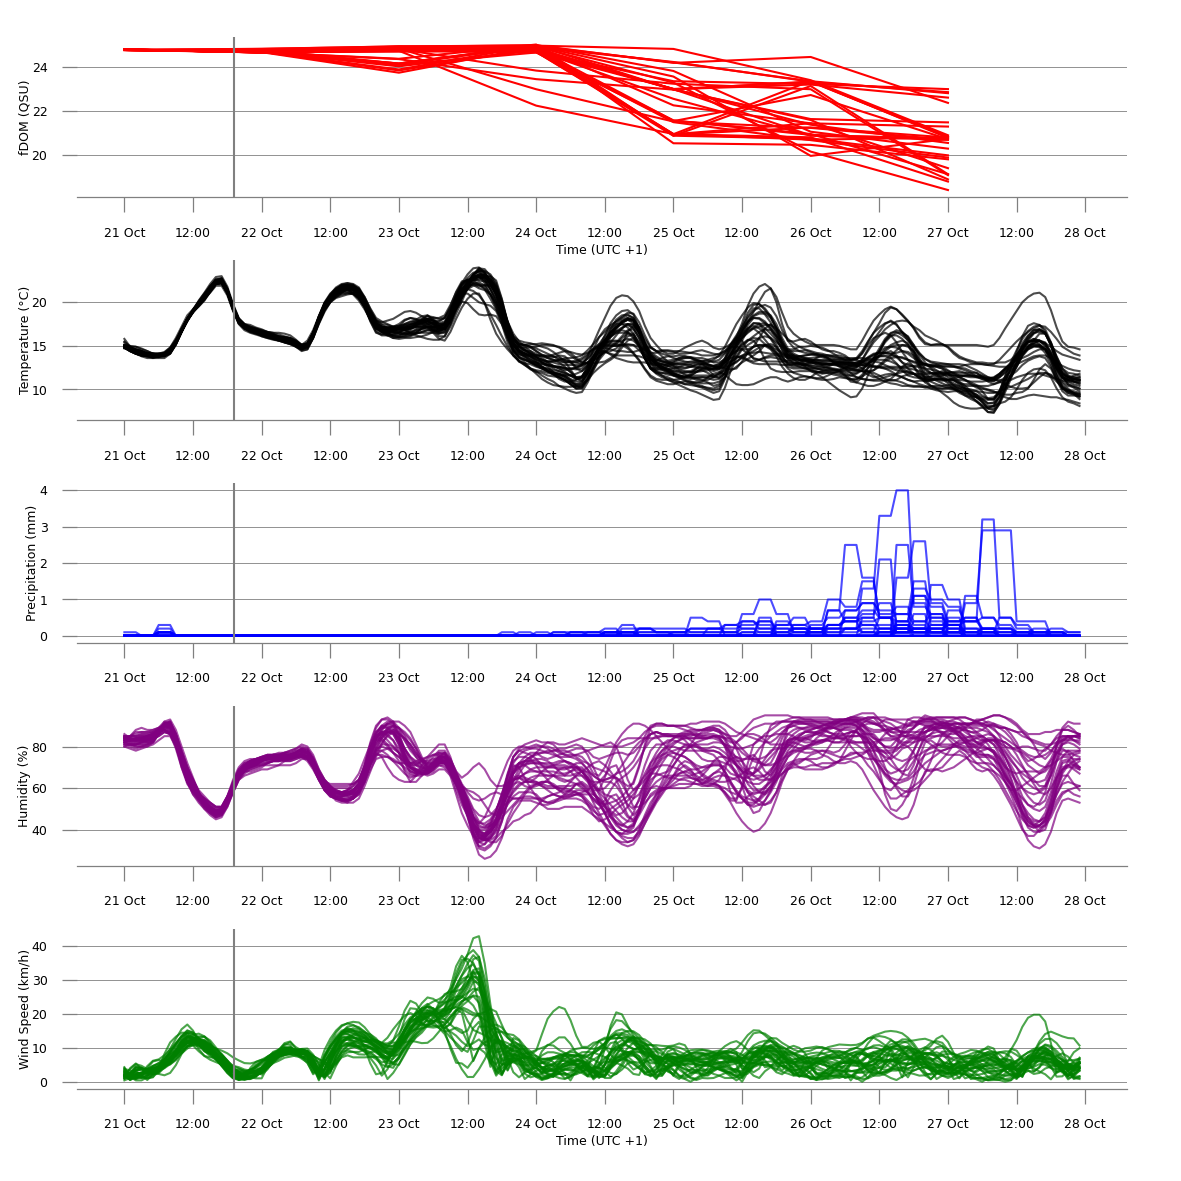 fDOM (QSU)
24
22
20
21 Oct 12:00 22 Oct 12:00 23 Oct 12:00 24 Oct 12:00 25 Oct 12:00 26 Oct 12:00 27 Oct 12:00 28 Oct
Time (UTC +1)
Temperature (°C)
20
15
10
21 Oct 12:00 22 Oct 12:00 23 Oct 12:00 24 Oct 12:00 25 Oct 12:00 26 Oct 12:00 27 Oct 12:00 28 Oct
Precipitation (mm)
4
3
2
1
0
21 Oct 12:00 22 Oct 12:00 23 Oct 12:00 24 Oct 12:00 25 Oct 12:00 26 Oct 12:00 27 Oct 12:00 28 Oct
Humidity (%)
80
60
40
21 Oct 12:00 22 Oct 12:00 23 Oct 12:00 24 Oct 12:00 25 Oct 12:00 26 Oct 12:00 27 Oct 12:00 28 Oct
Wind Speed (km/h)
40
30
20
10
0
21 Oct 12:00 22 Oct 12:00 23 Oct 12:00 24 Oct 12:00 25 Oct 12:00 26 Oct 12:00 27 Oct 12:00 28 Oct
Time (UTC +1)